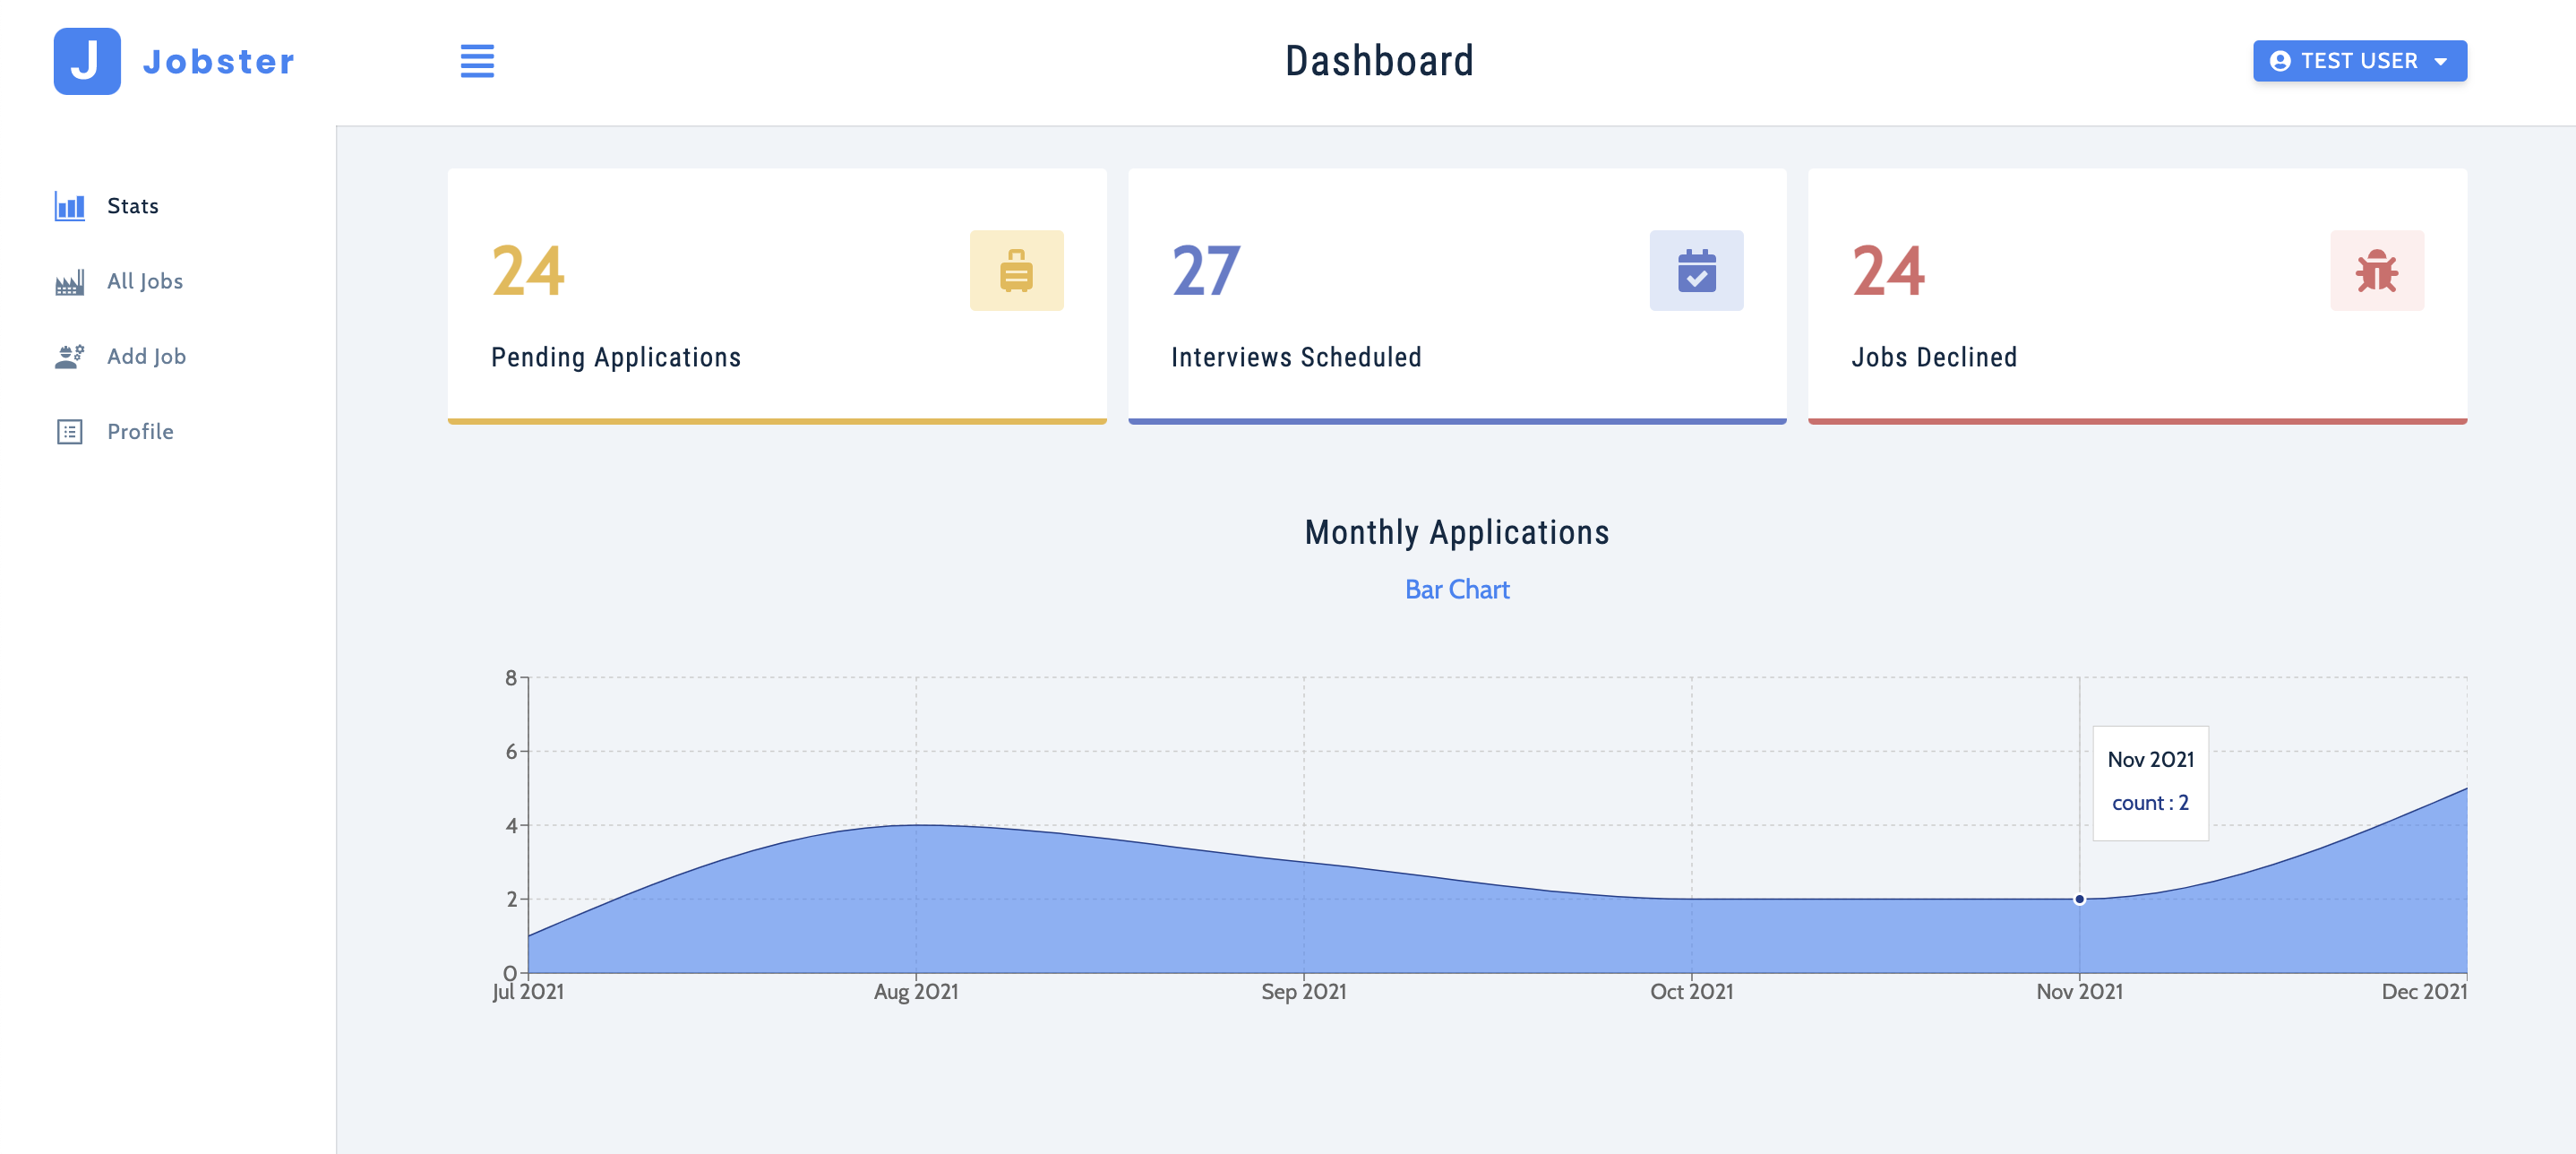 J Jobster
Dashboard
TEST USER
Stats
All Jobs
Add Job
Profile
24
Pending Applications
27
Interviews Scheduled
24
Jobs Declined
Monthly Applications
Bar Chart
8
6
4
2
0
Nov 2021
count : 2
Jul 2021 Aug 2021 Sep 2021 Oct 2021 Nov 2021 Dec 2021